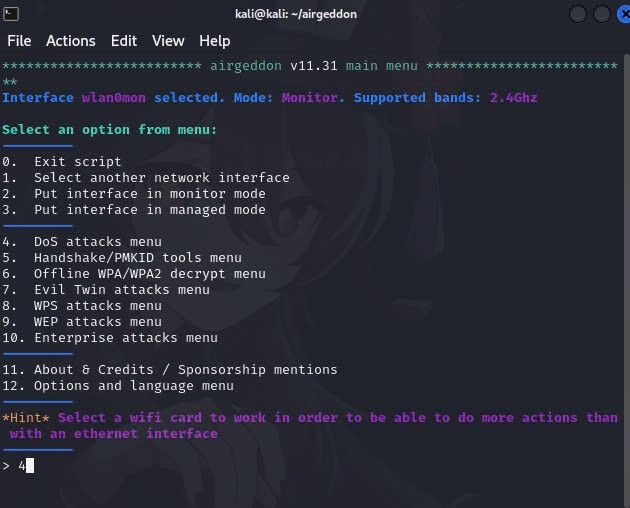 kali@kali: ~/airgeddon
File Actions Edit View Help
************************* airgeddon v11.31 main menu ************************
**
Interface wlan0mon selected. Mode: Monitor. Supported bands: 2.4Ghz
Select an option from menu:
---------
0. Exit script
1. Select another network interface
2. Put interface in monitor mode
3. Put interface in managed mode
---------
4. DoS attacks menu
5. Handshake/PMKID tools menu
6. Offline WPA/WPA2 decrypt menu
7. Evil Twin attacks menu
8. WPS attacks menu
9. WEP attacks menu
10. Enterprise attacks menu
---------
11. About & Credits / Sponsorship mentions
12. Options and language menu
---------
*Hint* Select a wifi card to work in order to be able to do more actions than
with an ethernet interface
---------
> 4